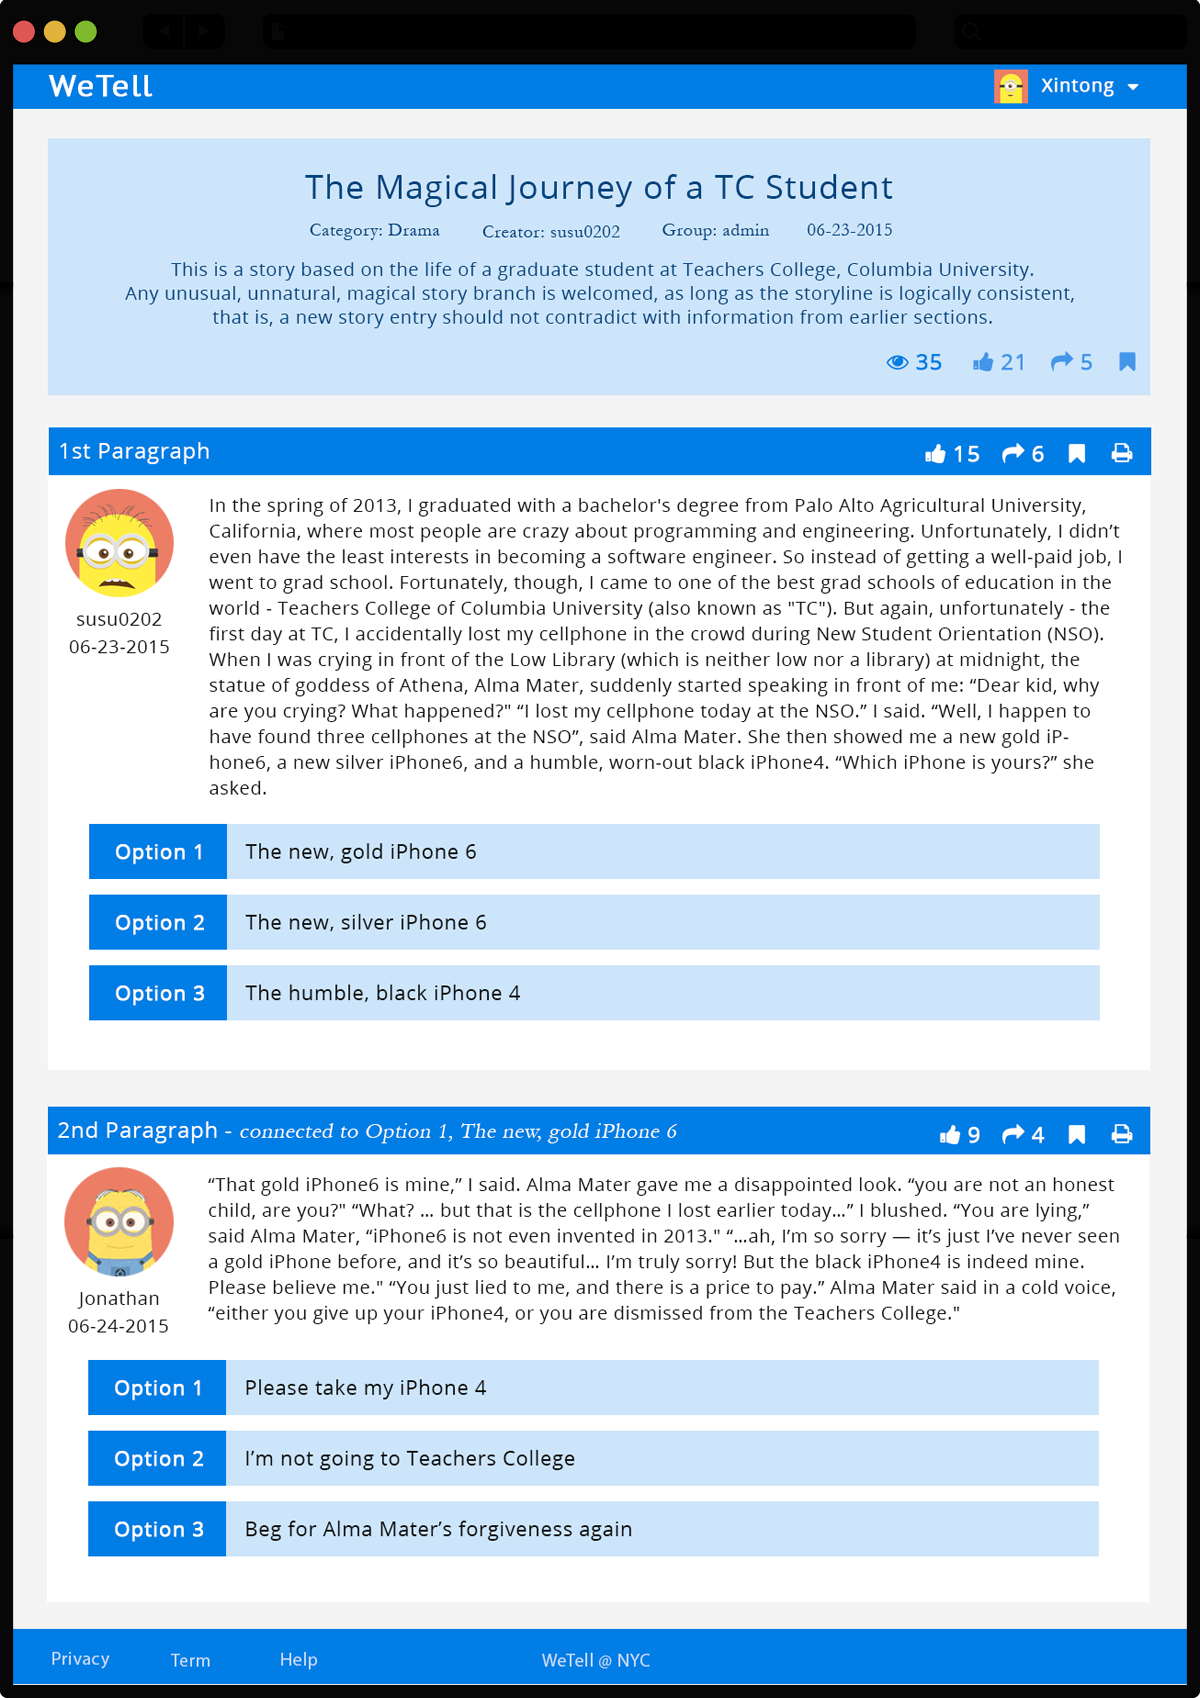 WeTell
Xintong
The Magical Journey of a TC Student
Category: Drama Creator: susu0202 Group: admin 06-23-2015
This is a story based on the life of a graduate student at Teachers College, Columbia University.
Any unusual, unnatural, magical story branch is welcomed, as long as the storyline is logically consistent,
that is, a new story entry should not contradict with information from earlier sections.
35 21 5
1st Paragraph
15 6
susu0202
06-23-2015
In the spring of 2013, I graduated with a bachelor's degree from Palo Alto Agricultural University,
California, where most people are crazy about programming and engineering. Unfortunately, I didn’t
even have the least interests in becoming a software engineer. So instead of getting a well-paid job, I
went to grad school. Fortunately, though, I came to one of the best grad schools of education in the
world - Teachers College of Columbia University (also known as "TC"). But again, unfortunately - the
first day at TC, I accidentally lost my cellphone in the crowd during New Student Orientation (NSO).
When I was crying in front of the Low Library (which is neither low nor a library) at midnight, the
statue of goddess of Athena, Alma Mater, suddenly started speaking in front of me: “Dear kid, why
are you crying? What happened?" “I lost my cellphone today at the NSO.” I said. “Well, I happen to
have found three cellphones at the NSO”, said Alma Mater. She then showed me a new gold iP-
hone6, a new silver iPhone6, and a humble, worn-out black iPhone4. “Which iPhone is yours?” she
asked.
Option 1 The new, gold iPhone 6
Option 2 The new, silver iPhone 6
Option 3 The humble, black iPhone 4
2nd Paragraph - connected to Option 1, The new, gold iPhone 6
9 4
Jonathan
06-24-2015
“That gold iPhone6 is mine,” I said. Alma Mater gave me a disappointed look. “you are not an honest
child, are you?" “What? ... but that is the cellphone I lost earlier today...” I blushed. “You are lying,”
said Alma Mater, “iPhone6 is not even invented in 2013." “...ah, I’m so sorry — it’s just I’ve never seen
a gold iPhone before, and it’s so beautiful... I’m truly sorry! But the black iPhone4 is indeed mine.
Please believe me." “You just lied to me, and there is a price to pay.” Alma Mater said in a cold voice,
“either you give up your iPhone4, or you are dismissed from the Teachers College."
Option 1 Please take my iPhone 4
Option 2 I’m not going to Teachers College
Option 3 Beg for Alma Mater’s forgiveness again
Privacy Term Help WeTell @ NYC